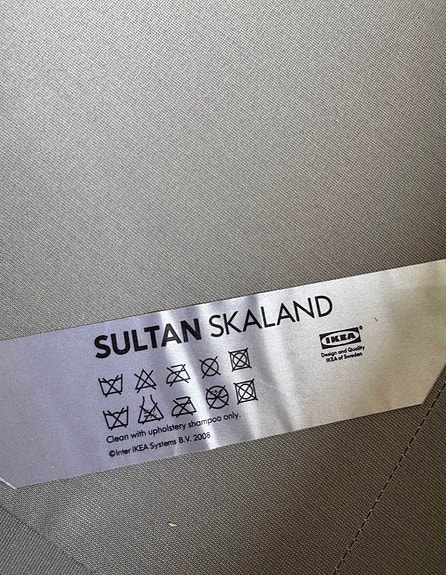 SULTAN SKALAND
IKEA®
Design and Quality
IKEA of Sweden
Clean with upholstery shampoo only.
©Inter IKEA Systems B.V. 2008